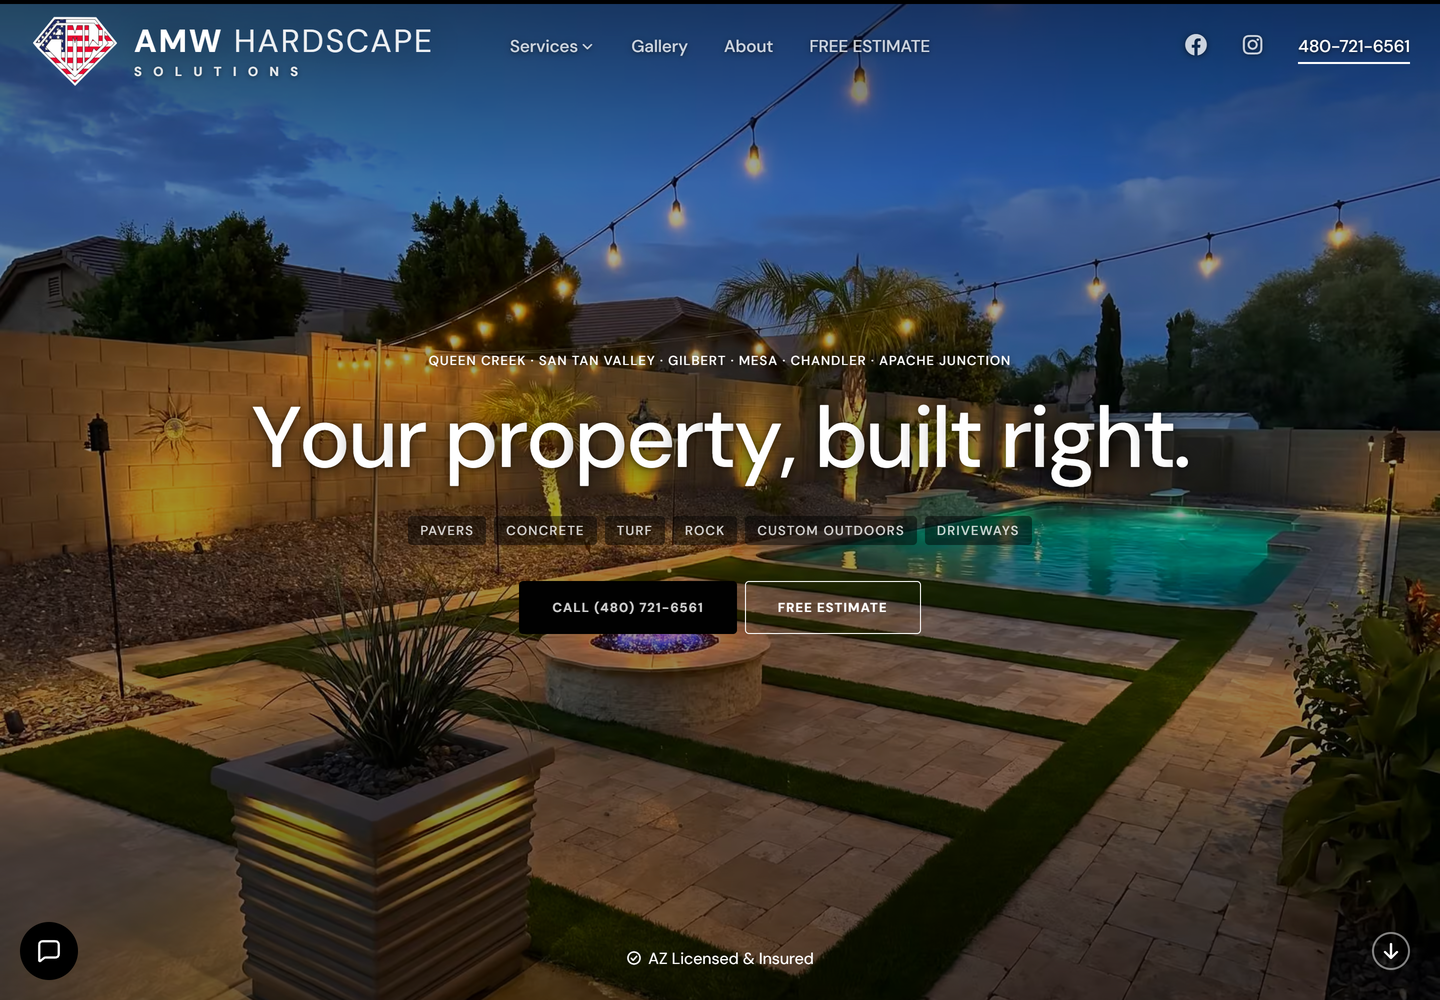 AMW HARDSCAPE
SOLUTIONS
Services
Gallery
About
FREE ESTIMATE
480-721-6561
QUEEN CREEK · SAN TAN VALLEY · GILBERT · MESA · CHANDLER · APACHE JUNCTION
Your property, built right.
PAVERS
CONCRETE
TURF
ROCK
CUSTOM OUTDOORS
DRIVEWAYS
CALL (480) 721-6561
FREE ESTIMATE
AZ Licensed & Insured